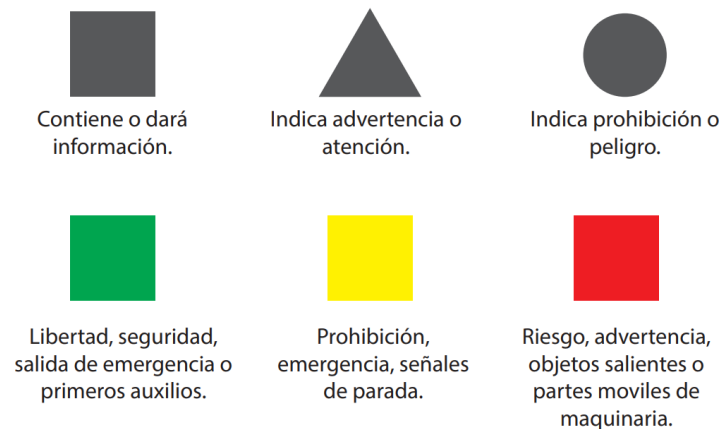 Contiene o dará
información.
Indica advertencia o
atención.
Indica prohibición o
peligro.
Libertad, seguridad,
salida de emergencia o
primeros auxilios.
Prohibición,
emergencia, señales
de parada.
Riesgo, advertencia,
objetos salientes o
partes moviles de
maquinaria.